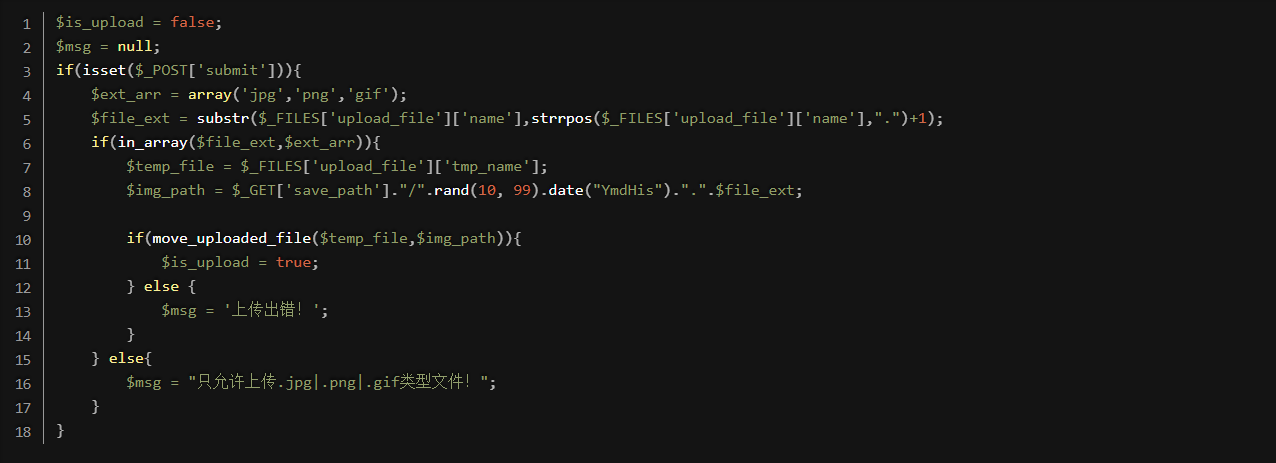 1 $is_upload = false;
2 $msg = null;
3 if(isset($_POST['submit'])){
4     $ext_arr = array('jpg','png','gif');
5     $file_ext = substr($_FILES['upload_file']['name'],strrpos($_FILES['upload_file']['name'],".")+1);
6     if(in_array($file_ext,$ext_arr)){
7         $temp_file = $_FILES['upload_file']['tmp_name'];
8         $img_path = $_GET['save_path']."/".rand(10, 99).date("YmdHis").".".$file_ext;
9
10         if(move_uploaded_file($temp_file,$img_path)){
11             $is_upload = true;
12         } else {
13             $msg = '上传出错！';
14         }
15     } else{
16         $msg = "只允许上传.jpg|.png|.gif类型文件！";
17     }
18 }